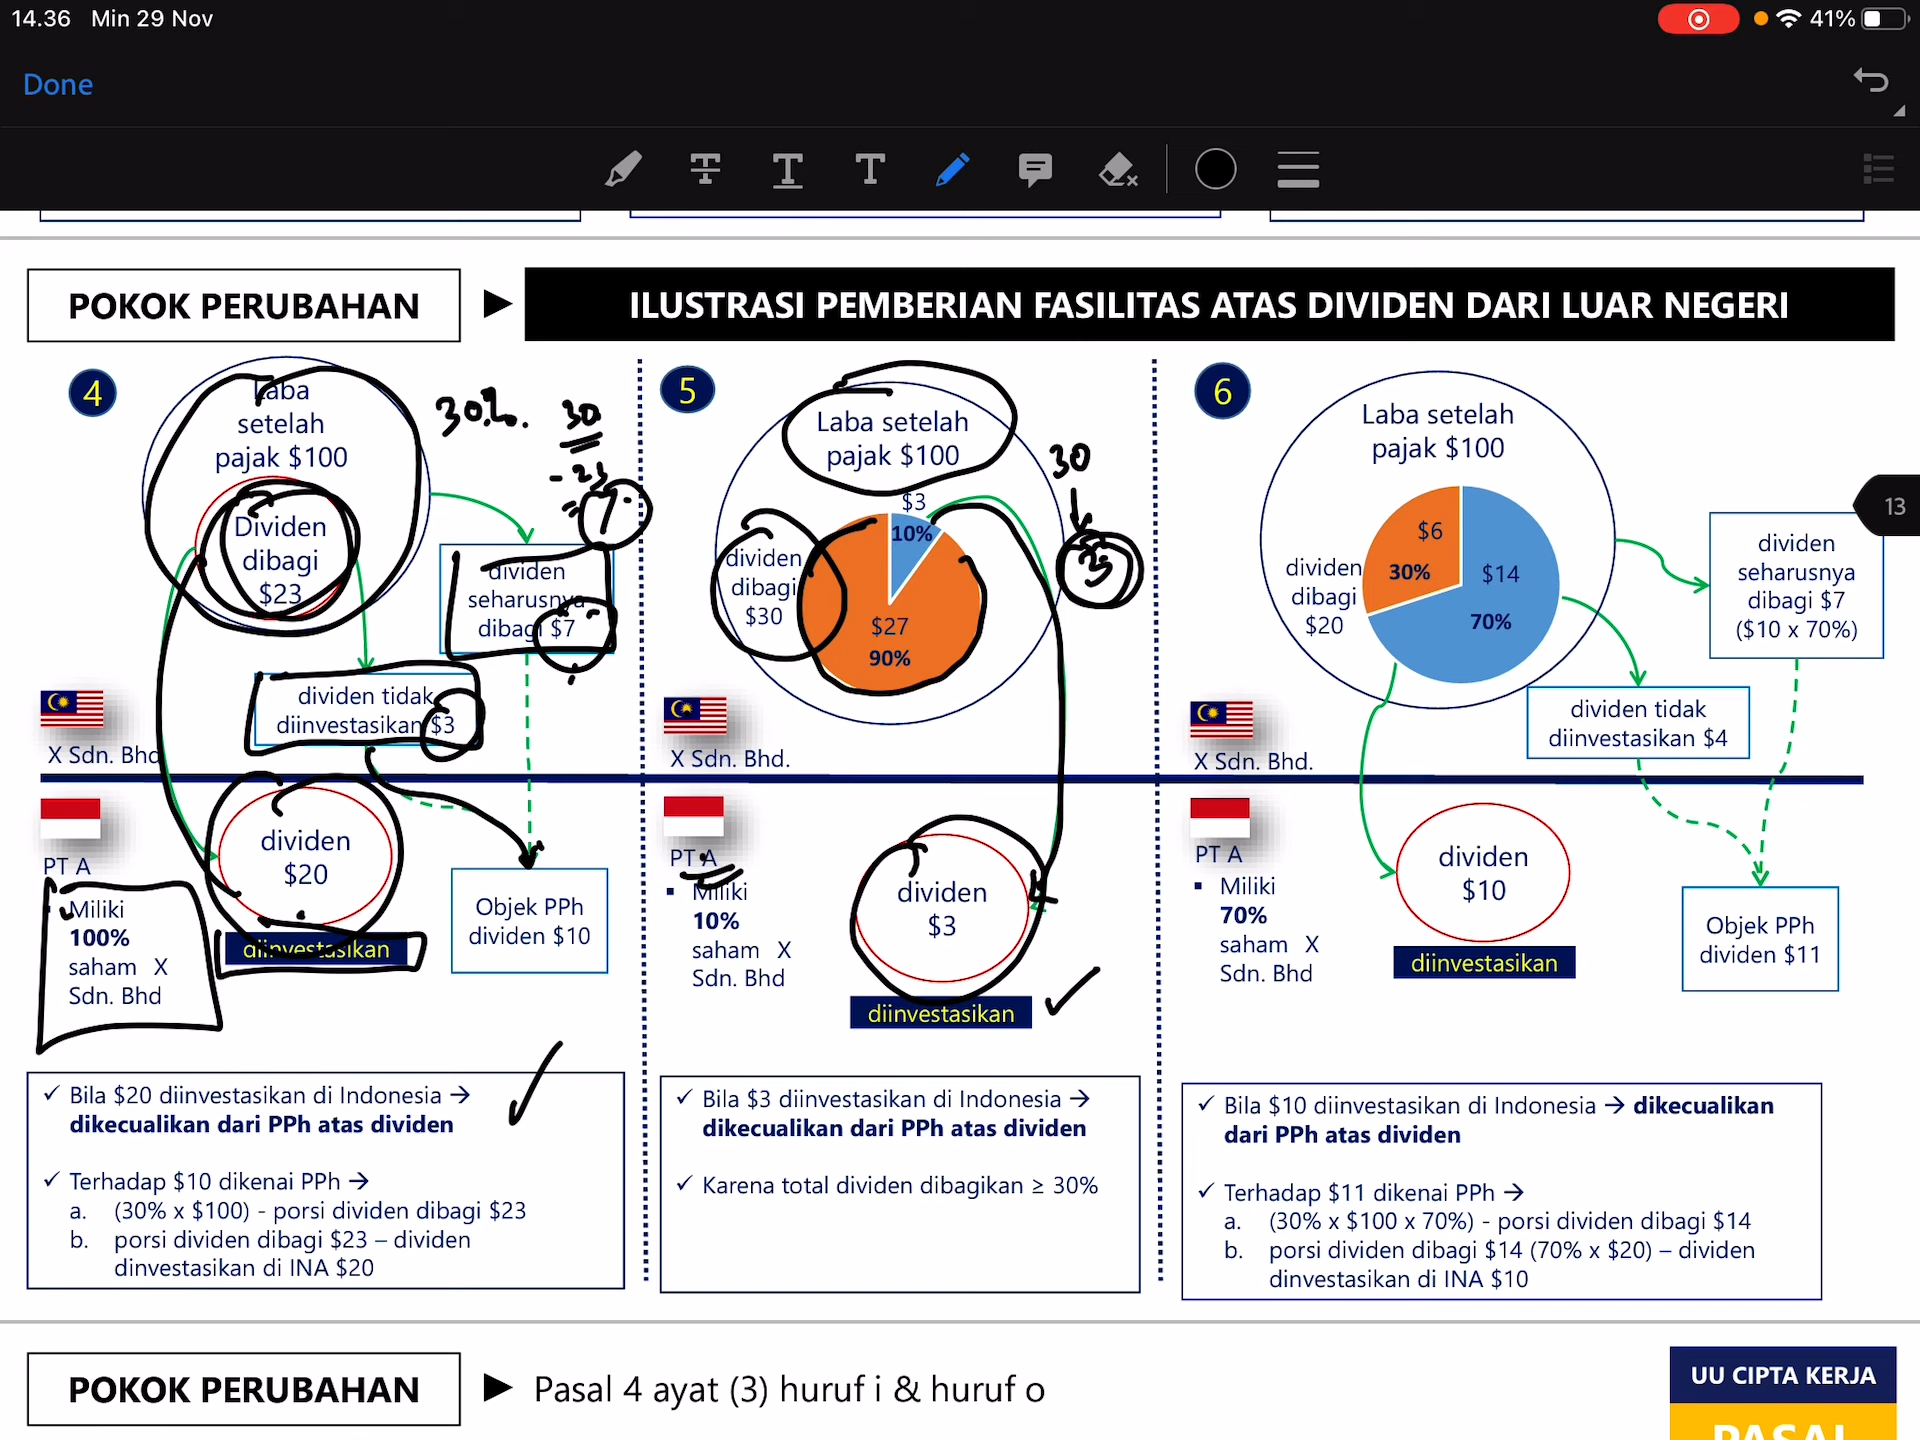 14.36 Min 29 Nov
41%
Done
13
POKOK PERUBAHAN
ILUSTRASI PEMBERIAN FASILITAS ATAS DIVIDEN DARI LUAR NEGERI
4
Laba
setelah
pajak $100
Dividen
dibagi
$23
30%.
30
-23
=7
dividen
seharusnya
dibagi $7
dividen tidak
diinvestasikan $3
X Sdn. Bhd
PT A
▪ Miliki
100%
saham X
Sdn. Bhd
dividen
$20
diinvestasikan
Objek PPh
dividen $10
✓ Bila $20 diinvestasikan di Indonesia →
dikecualikan dari PPh atas dividen
✓ Terhadap $10 dikenai PPh →
a. (30% x $100) - porsi dividen dibagi $23
b. porsi dividen dibagi $23 – dividen
dinvestasikan di INA $20
5
Laba setelah
pajak $100
$3
10%
dividen
dibagi
$30
$27
90%
30
3
X Sdn. Bhd.
PT A
▪ Miliki
10%
saham X
Sdn. Bhd
dividen
$3
diinvestasikan
✓ Bila $3 diinvestasikan di Indonesia →
dikecualikan dari PPh atas dividen
✓ Karena total dividen dibagikan ≥ 30%
6
Laba setelah
pajak $100
$6
30%
$14
70%
dividen
dibagi
$20
dividen
seharusnya
dibagi $7
($10 x 70%)
dividen tidak
diinvestasikan $4
X Sdn. Bhd.
PT A
▪ Miliki
70%
saham X
Sdn. Bhd
dividen
$10
diinvestasikan
Objek PPh
dividen $11
✓ Bila $10 diinvestasikan di Indonesia → dikecualikan
dari PPh atas dividen
✓ Terhadap $11 dikenai PPh →
a. (30% x $100 x 70%) - porsi dividen dibagi $14
b. porsi dividen dibagi $14 (70% x $20) – dividen
dinvestasikan di INA $10
POKOK PERUBAHAN
Pasal 4 ayat (3) huruf i & huruf o
UU CIPTA KERJA
PASAL